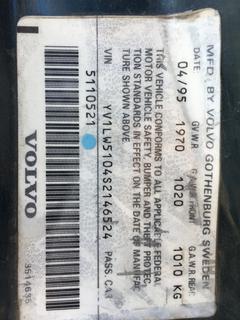 MFD. BY VOLVO GOTHENBURG SWEDEN
DATE G.V.W.R. G.A.W.R. FRONT G.A.W.R. REAR
04/95 1970 1020 1010 KG
THIS VEHICLE CONFORMS TO ALL APPLICABLE FEDERAL
MOTOR VEHICLE SAFETY, BUMPER AND THEFT PROTEC-
TION STANDARDS IN EFFECT ON THE DATE OF MANUFAC-
TURE SHOWN ABOVE.
VIN: YV1LW5104S2146524 PASS. CAR
5110521
VOLVO
3514635